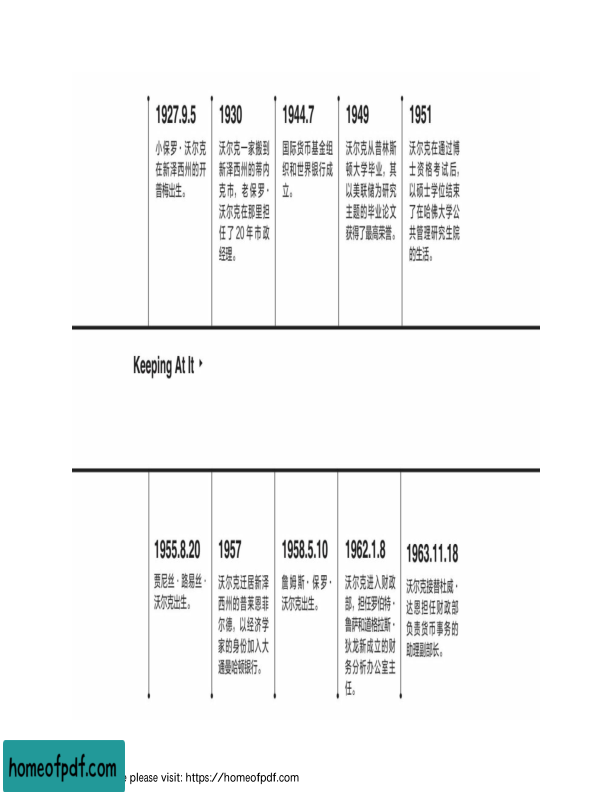 1927.9.5
小保罗·沃尔克
在新泽西州的开
普梅出生。
1930
沃尔克一家搬到
新泽西州的蒂内
克市，老保罗·
沃尔克在那里担
任了20年市政
经理。
1944.7
国际货币基金组
织和世界银行成
立。
1949
沃尔克从普林斯
顿大学毕业，其
以美联储为研究
主题的毕业论文
获得了最高荣誉。
1951
沃尔克在通过博
士资格考试后，
以硕士学位结束
了在哈佛大学公
共管理研究生院
的生活。
Keeping At It
1955.8.20
贾尼丝·路易丝·
沃尔克出生。
1957
沃尔克迁居新泽
西州的普莱恩菲
尔德，以经济学
家的身份加入大
通曼哈顿银行。
1958.5.10
詹姆斯·保罗·
沃尔克出生。
1962.1.8
沃尔克进入财政
部，担任罗伯特·
鲁萨和道格拉斯·
狄龙新成立的财
务分析办公室主
任。
1963.11.18
沃尔克接替杜威·
达恩担任财政部
负责货币事务的
助理副部长。
homeofpdf.com
e please visit: https://homeofpdf.com